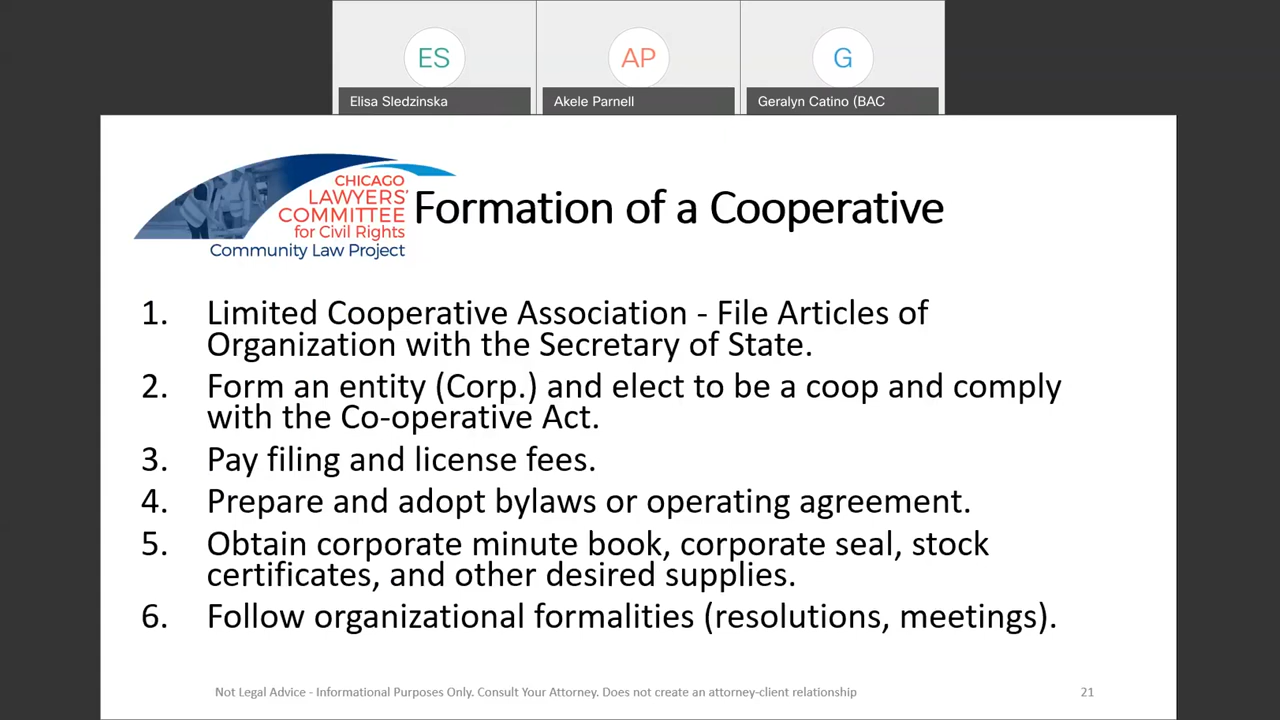 ES
AP
G
Elisa Sledzinska
Akele Parnell
Geralyn Catino (BAC
CHICAGO
LAWYERS'
COMMITTEE
for Civil Rights
Community Law Project
Formation of a Cooperative
1. Limited Cooperative Association - File Articles of
Organization with the Secretary of State.
2. Form an entity (Corp.) and elect to be a coop and comply
with the Co-operative Act.
3. Pay filing and license fees.
4. Prepare and adopt bylaws or operating agreement.
5. Obtain corporate minute book, corporate seal, stock
certificates, and other desired supplies.
6. Follow organizational formalities (resolutions, meetings).
Not Legal Advice - Informational Purposes Only. Consult Your Attorney. Does not create an attorney-client relationship
21